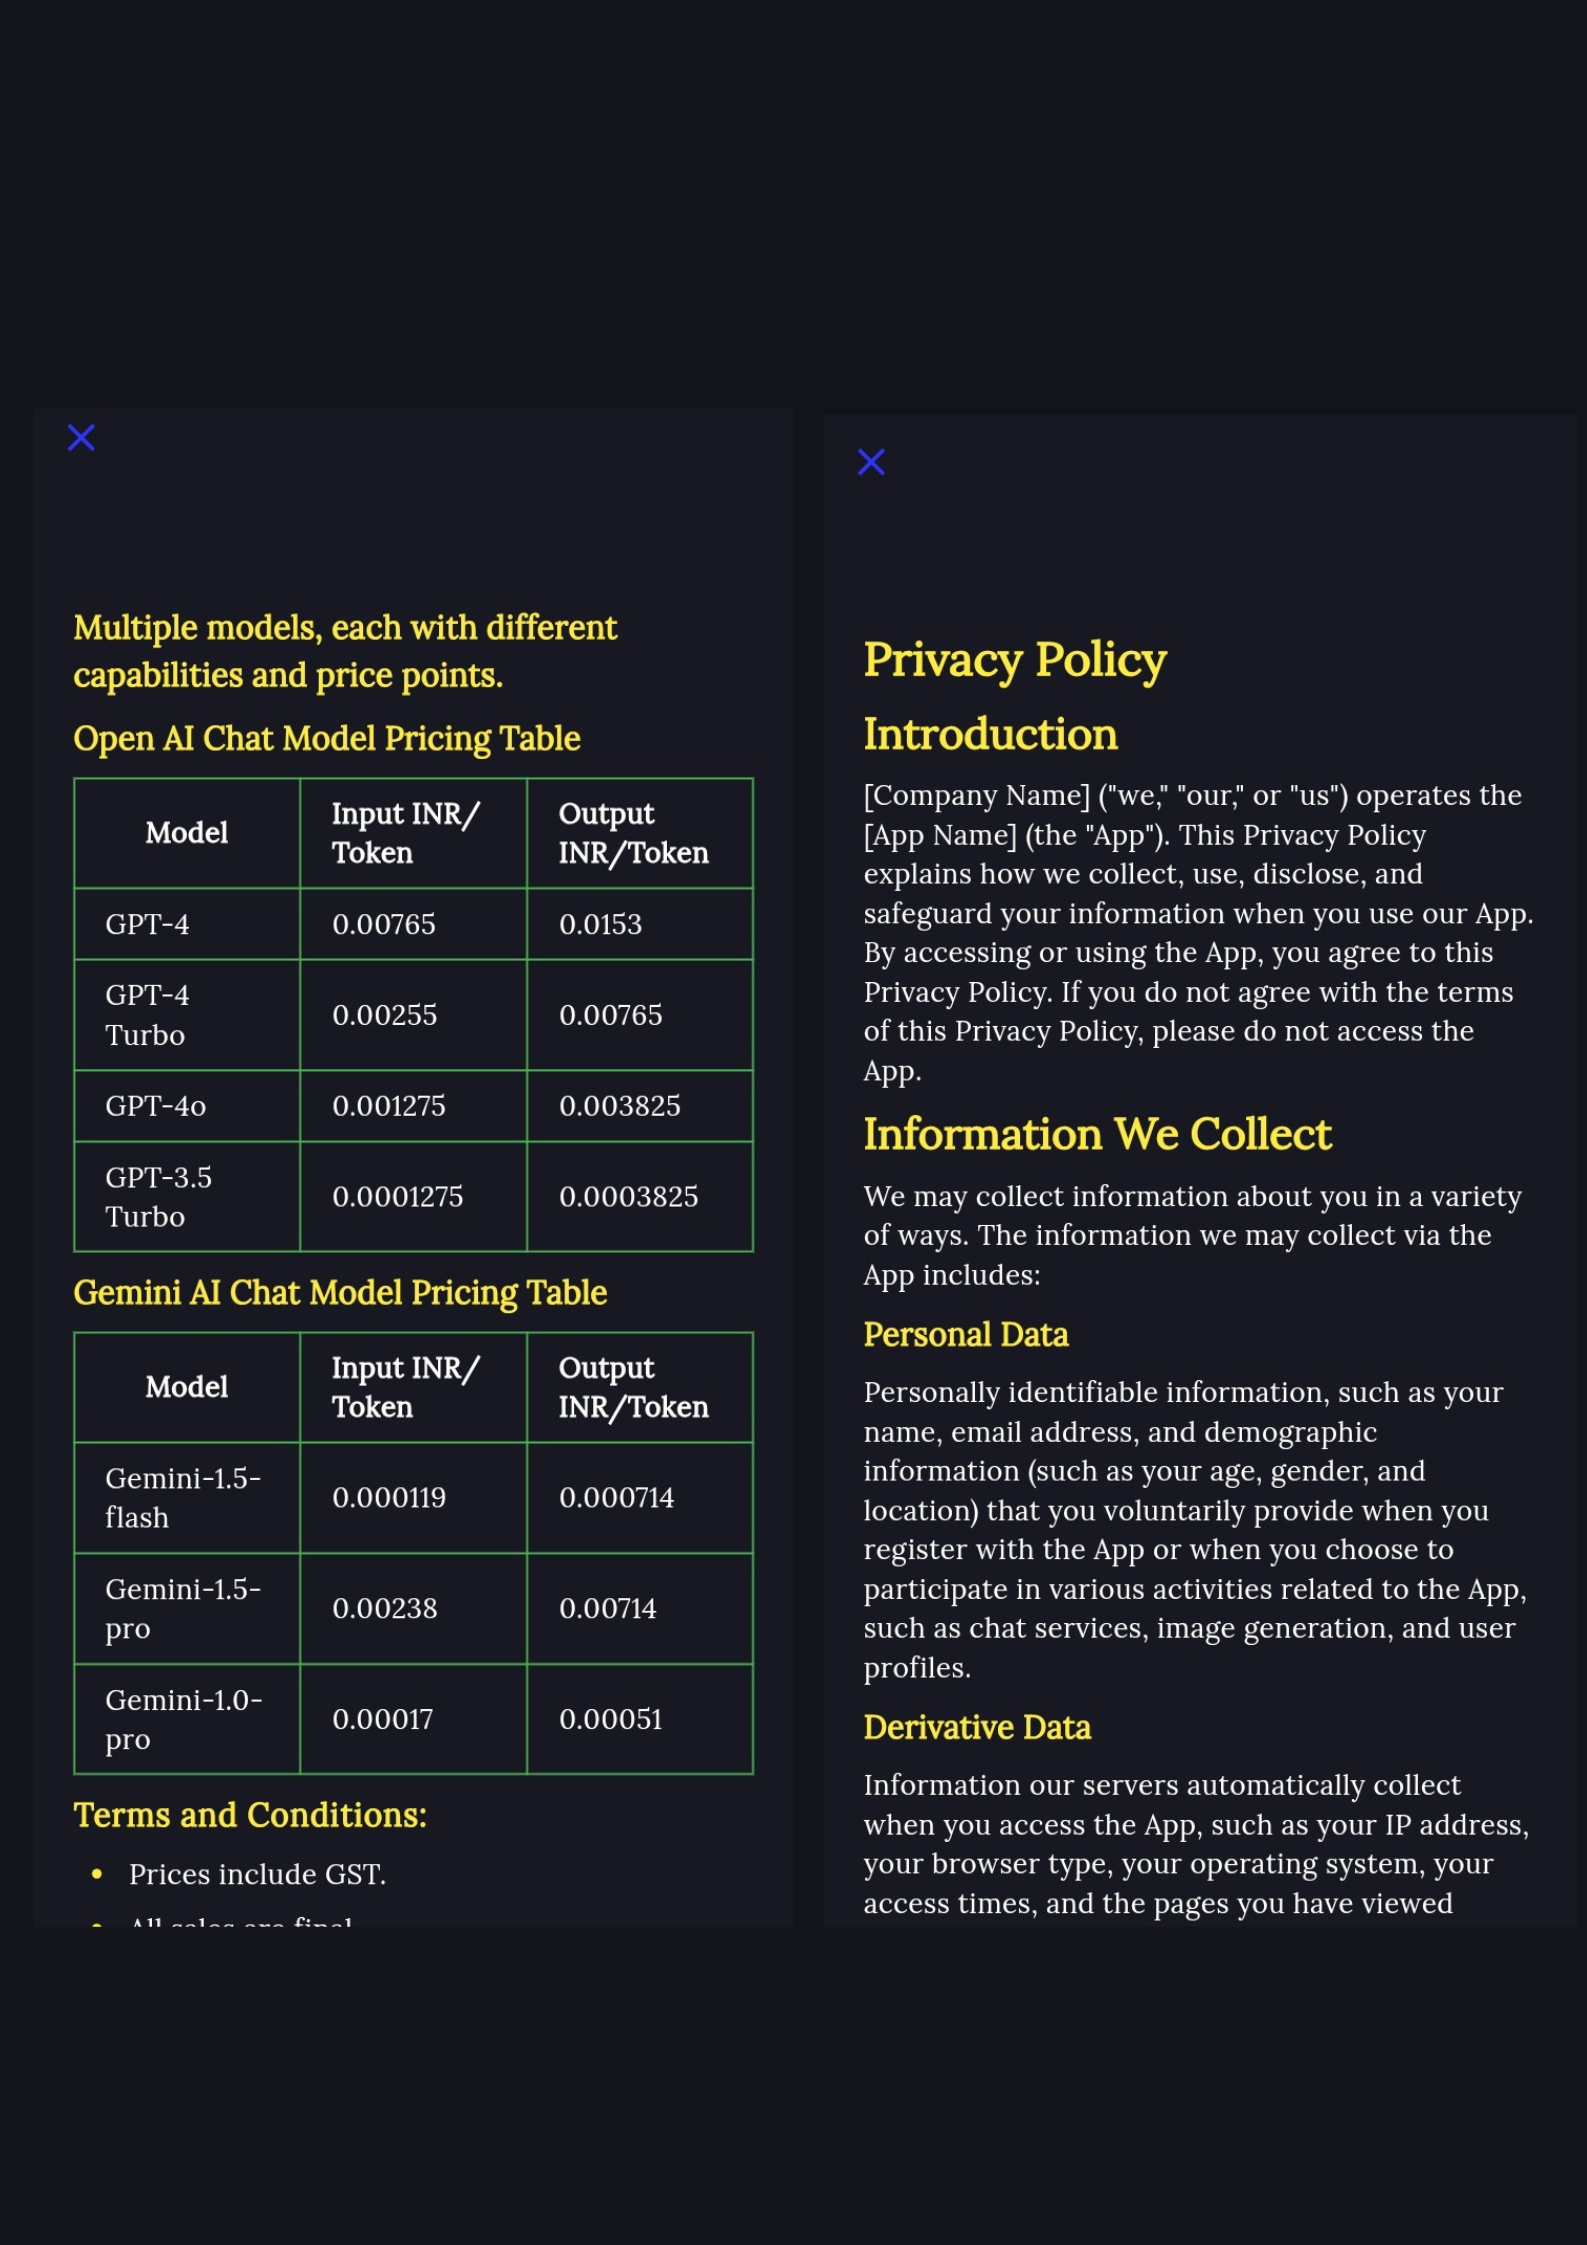 Multiple models, each with different
capabilities and price points.
Open AI Chat Model Pricing Table
Model
Input INR/
Token
Output
INR/Token
GPT-4
0.00765
0.0153
GPT-4
Turbo
0.00255
0.00765
GPT-4o
0.001275
0.003825
GPT-3.5
Turbo
0.0001275
0.0003825
Gemini AI Chat Model Pricing Table
Model
Input INR/
Token
Output
INR/Token
Gemini-1.5-
flash
0.000119
0.000714
Gemini-1.5-
pro
0.00238
0.00714
Gemini-1.0-
pro
0.00017
0.00051
Terms and Conditions:
• Prices include GST.
• All sales are final
Privacy Policy
Introduction
[Company Name] ("we," "our," or "us") operates the
[App Name] (the "App"). This Privacy Policy
explains how we collect, use, disclose, and
safeguard your information when you use our App.
By accessing or using the App, you agree to this
Privacy Policy. If you do not agree with the terms
of this Privacy Policy, please do not access the
App.
Information We Collect
We may collect information about you in a variety
of ways. The information we may collect via the
App includes:
Personal Data
Personally identifiable information, such as your
name, email address, and demographic
information (such as your age, gender, and
location) that you voluntarily provide when you
register with the App or when you choose to
participate in various activities related to the App,
such as chat services, image generation, and user
profiles.
Derivative Data
Information our servers automatically collect
when you access the App, such as your IP address,
your browser type, your operating system, your
access times, and the pages you have viewed